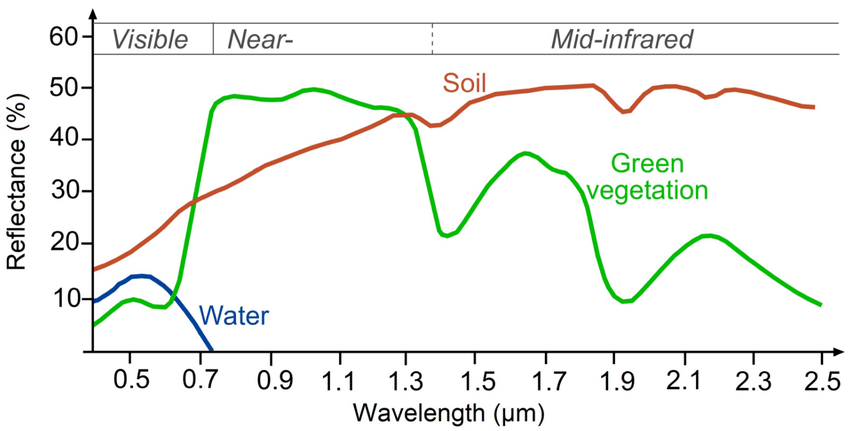 Visible Near- Mid-infrared
60
50
40
30
20
10
Reflectance (%)
Soil
Green
vegetation
Water
0.5 0.7 0.9 1.1 1.3 1.5 1.7 1.9 2.1 2.3 2.5
Wavelength (μm)